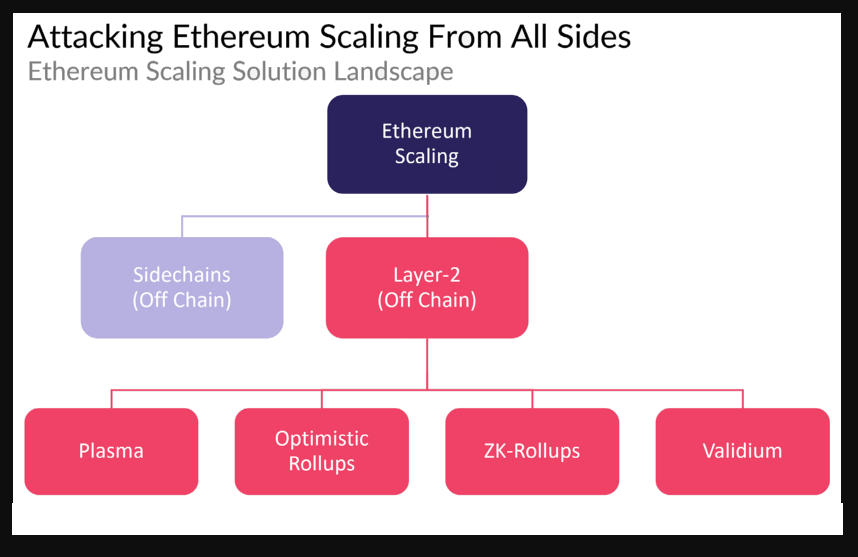 Attacking Ethereum Scaling From All Sides
Ethereum Scaling Solution Landscape
Ethereum
Scaling
Sidechains
(Off Chain)
Layer-2
(Off Chain)
Plasma
Optimistic
Rollups
ZK-Rollups
Validium